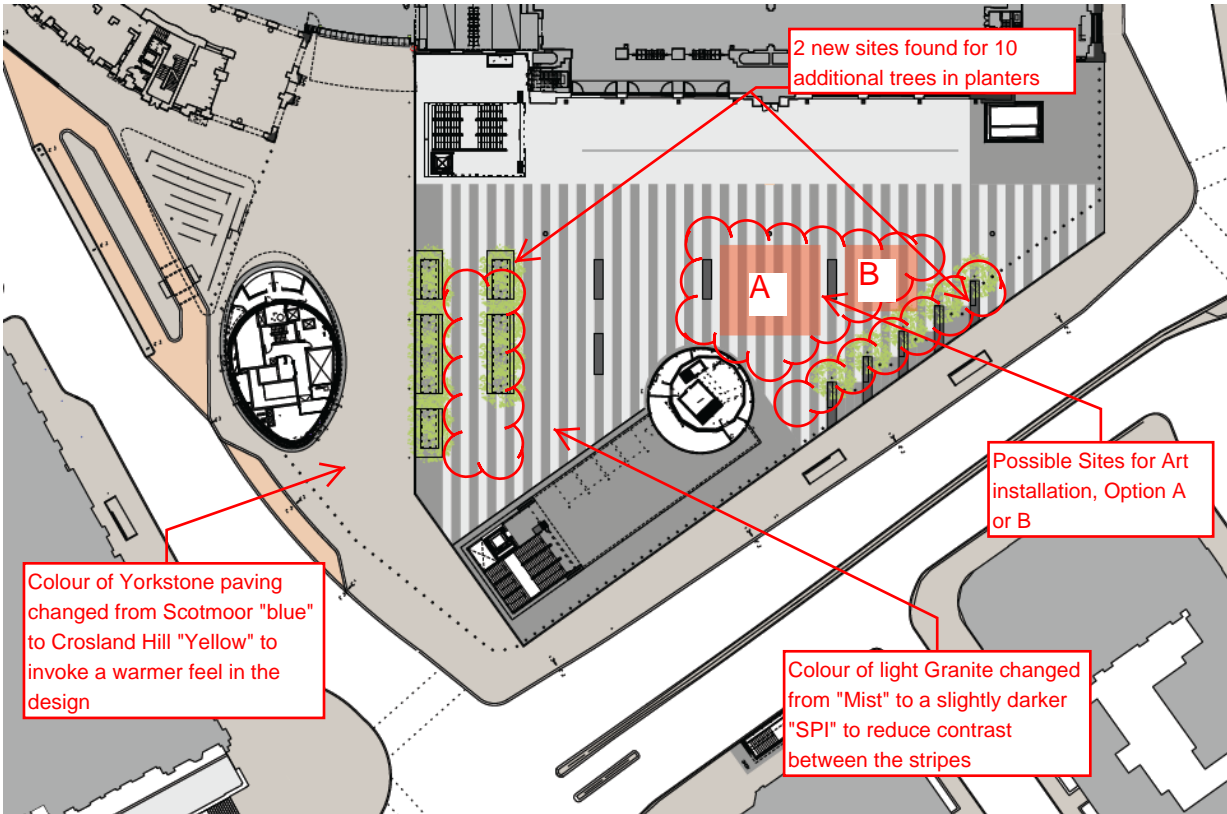 2 new sites found for 10
additional trees in planters
A
B
Possible Sites for Art
installation, Option A
or B
Colour of Yorkstone paving
changed from Scotmoor "blue"
to Crosland Hill "Yellow" to
invoke a warmer feel in the
design
Colour of light Granite changed
from "Mist" to a slightly darker
"SPI" to reduce contrast
between the stripes